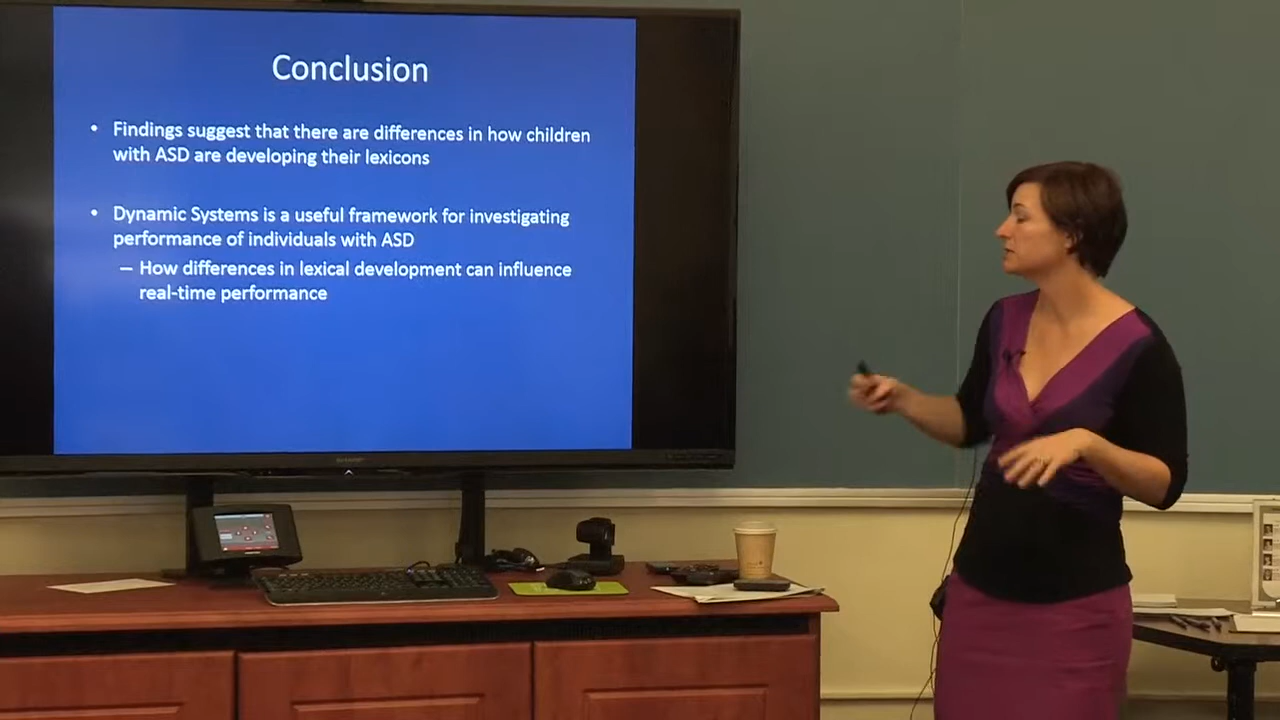 Conclusion
• Findings suggest that there are differences in how children
with ASD are developing their lexicons
• Dynamic Systems is a useful framework for investigating
performance of individuals with ASD
– How differences in lexical development can influence
real-time performance